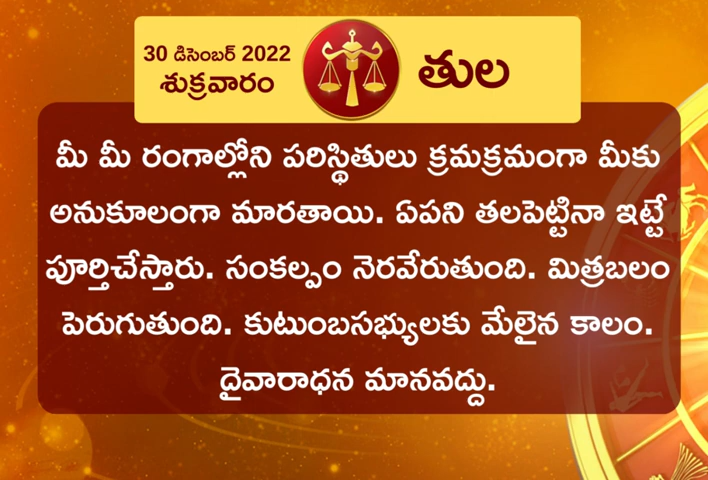 30 డిసెంబర్ 2022
శుక్రవారం
తుల
మీ మీ రంగాల్లోని పరిస్థితులు క్రమక్రమంగా మీకు
అనుకూలంగా మారతాయి. ఏపని తలపెట్టినా ఇట్టే
పూర్తిచేస్తారు. సంకల్పం నెరవేరుతుంది. మిత్రబలం
పెరుగుతుంది. కుటుంబసభ్యులకు మేలైన కాలం.
దైవారాధన మానవద్దు.